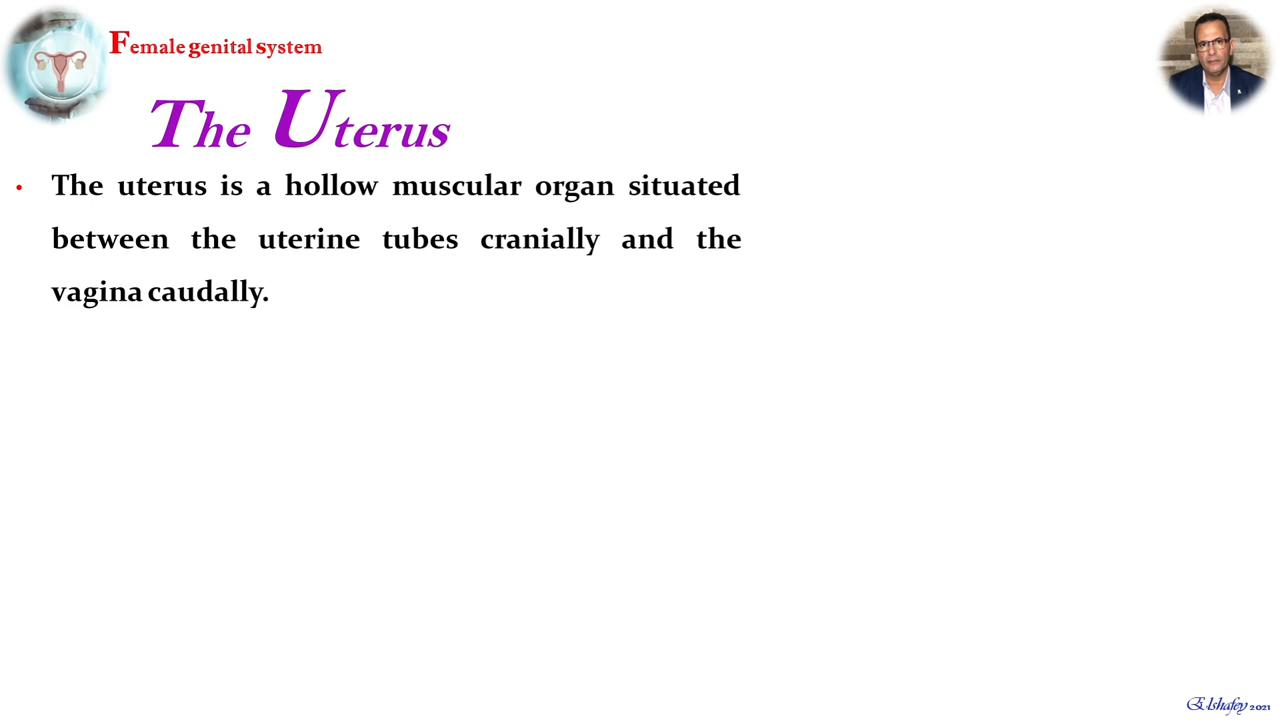 Female genital system
The Uterus
• The uterus is a hollow muscular organ situated
between the uterine tubes cranially and the
vagina caudally.
Elshafey 2021